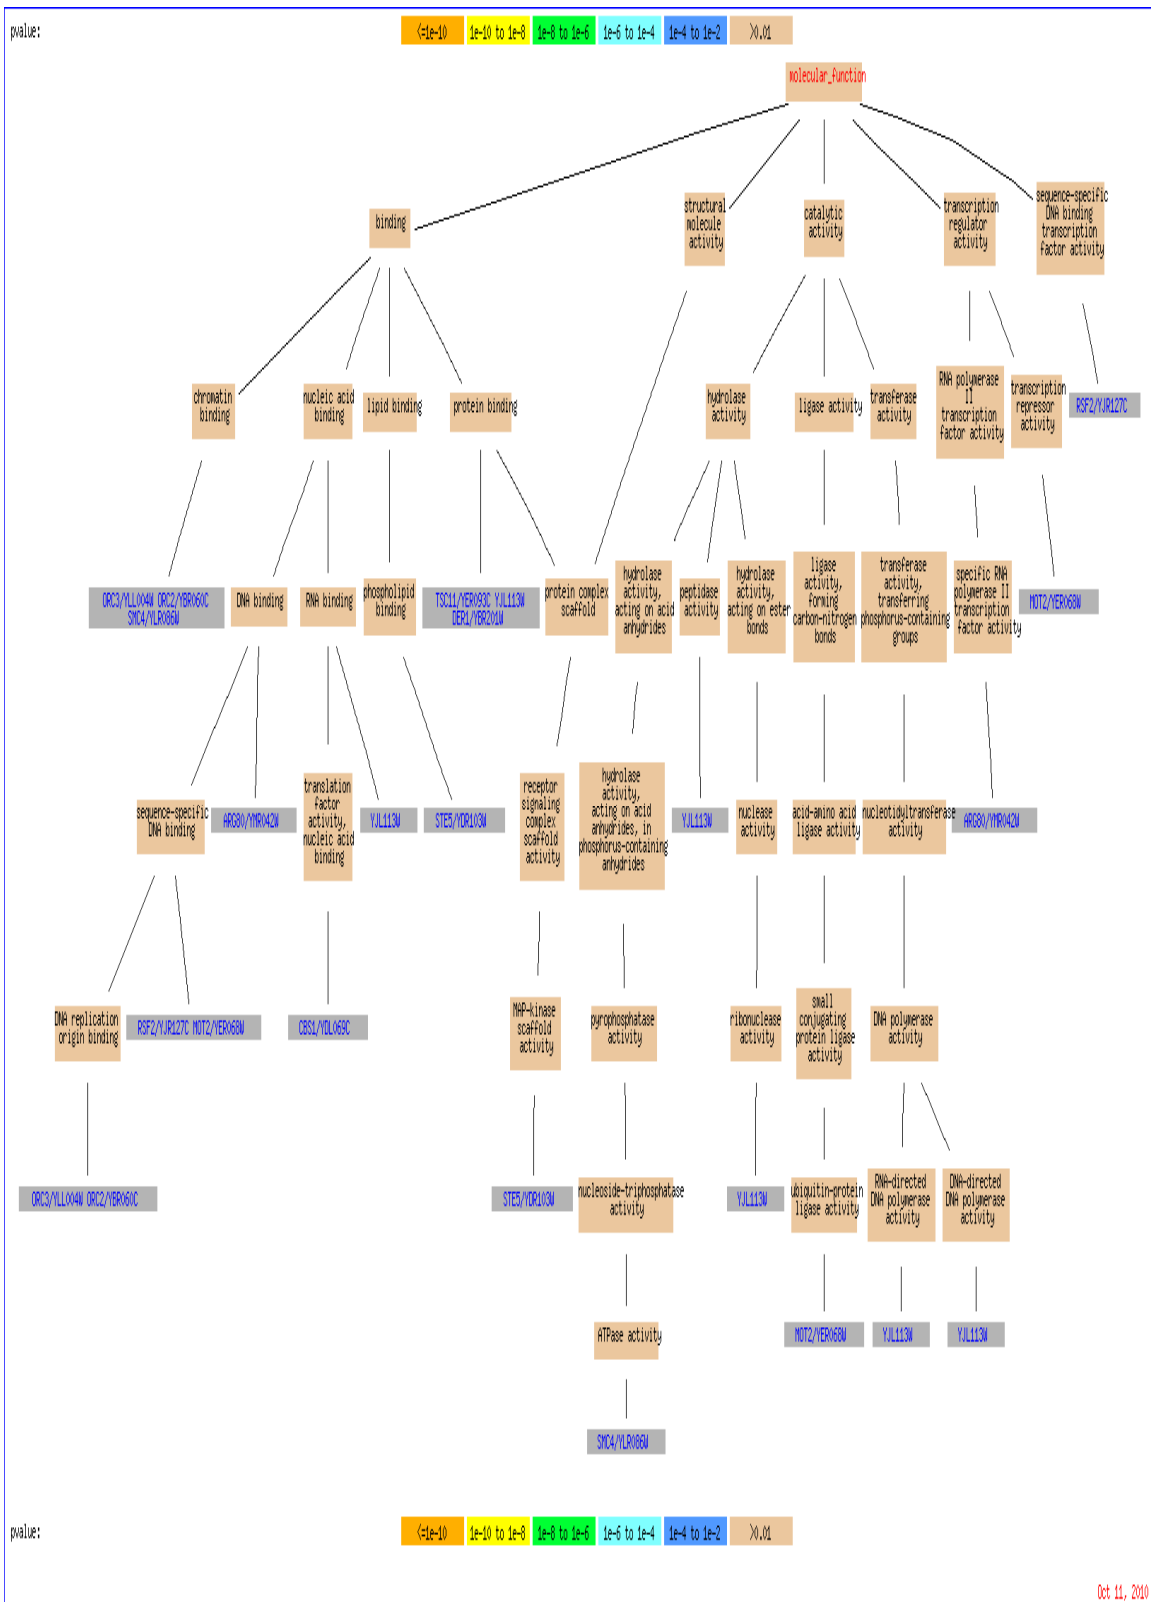 pvalue:
<=1e-10
1e-10 to 1e-8
1e-8 to 1e-6
1e-6 to 1e-4
1e-4 to 1e-2
>0.01
molecular_function
binding
structural
molecule
activity
catalytic
activity
transcription
regulator
activity
sequence-specific
DNA binding
transcription
factor activity
chromatin
binding
nucleic acid
binding
lipid binding
protein binding
hydrolase
activity
ligase activity
transferase
activity
RNA polymerase
II
transcription
factor activity
transcription
repressor
activity
RSF2/YJR127C
ORC3/YLL004W ORC2/YBR060C
SMC4/YLR086W
DNA binding
RNA binding
phospholipid
binding
TSC11/YER093C YJL113W
DER1/YBR201W
protein complex
scaffold
hydrolase
activity,
acting on acid
anhydrides
peptidase
activity
hydrolase
activity,
acting on ester
bonds
ligase
activity,
forming
carbon-nitrogen
bonds
transferase
activity,
transferring
phosphorus-containing
groups
specific RNA
polymerase II
transcription
factor activity
MOT2/YER068W
sequence-specific
DNA binding
ARG80/YMR042W
translation
factor
activity,
nucleic acid
binding
YJL113W
STE5/YDR103W
receptor
signaling
complex
scaffold
activity
hydrolase
activity,
acting on acid
anhydrides, in
phosphorus-containing
anhydrides
YJL113W
nuclease
activity
acid-amino acid
ligase activity
nucleotidyltransferase
activity
ARG80/YMR042W
DNA replication
origin binding
RSF2/YJR127C MOT2/YER068W
CBS1/YDL069C
MAP-kinase
scaffold
activity
pyrophosphatase
activity
ribonuclease
activity
small
conjugating
protein ligase
activity
DNA polymerase
activity
ORC3/YLL004W ORC2/YBR060C
STE5/YDR103W
nucleoside-triphosphatase
activity
YJL113W
ubiquitin-protein
ligase activity
RNA-directed
DNA polymerase
activity
DNA-directed
DNA polymerase
activity
ATPase activity
MOT2/YER068W
YJL113W
YJL113W
SMC4/YLR086W
pvalue:
<=1e-10
1e-10 to 1e-8
1e-8 to 1e-6
1e-6 to 1e-4
1e-4 to 1e-2
>0.01
Oct 11, 2010